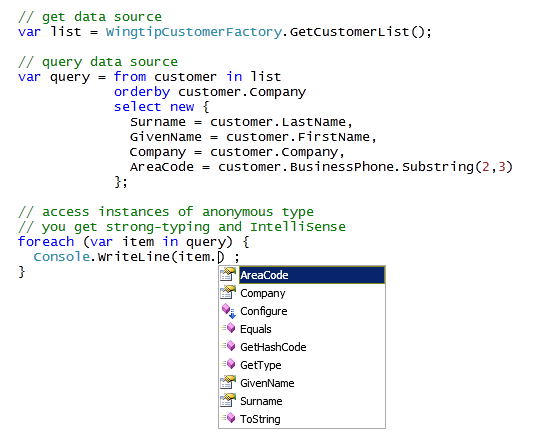 // get data source
var list = WingtipCustomerFactory.GetCustomerList();
// query data source
var query = from customer in list
orderby customer.Company
select new {
Surname = customer.LastName,
GivenName = customer.FirstName,
Company = customer.Company,
AreaCode = customer.BusinessPhone.Substring(2,3)
};
// access instances of anonymous type
// you get strong-typing and IntelliSense
foreach (var item in query) {
Console.WriteLine(item.) ;
}
AreaCode
Company
Configure
Equals
GetHashCode
GetType
GivenName
Surname
ToString